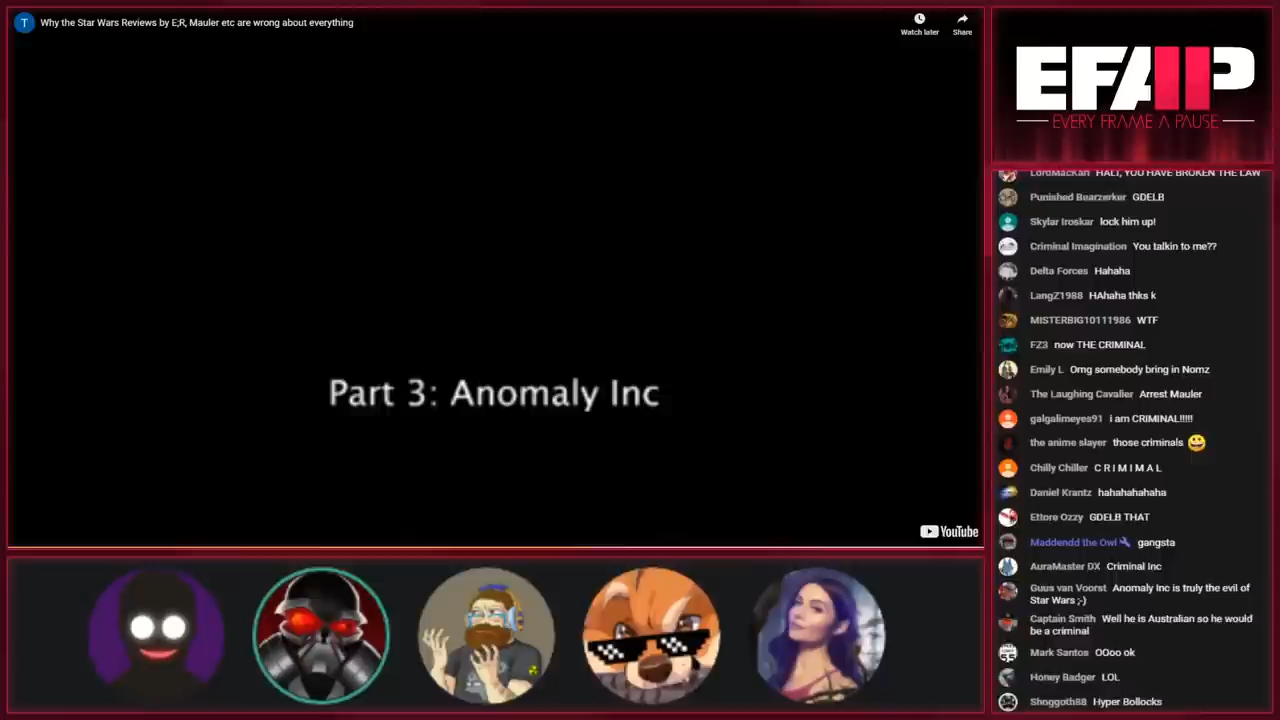 T Why the Star Wars Reviews by E;R, Mauler etc are wrong about everything
Watch later
Share
Part 3: Anomaly Inc
YouTube
EFAP
EVERY FRAME A PAUSE
LordMacKan HALT, YOU HAVE BROKEN THE LAW
Punished Bearzerker GDELB
Skylar Iroskar lock him up!
Criminal Imagination You talkin to me??
Delta Forces Hahaha
LangZ1988 HAhaha thks k
MISTERBIG10111986 WTF
FZ3 now THE CRIMINAL
Emily L Omg somebody bring in Nomz
The Laughing Cavalier Arrest Mauler
galgalimeyes91 i am CRIMINAL!!!!!
the anime slayer those criminals 😀
Chilly Chiller C R I M I M A L
Daniel Krantz hahahahahaha
Ettore Ozzy GDELB THAT
Maddendd the Owl gangsta
AuraMaster DX Criminal Inc
Guus van Voorst Anomaly Inc is truly the evil of
Star Wars ;-)
Captain Smith Well he is Australian so he would
be a criminal
Mark Santos OOoo ok
Honey Badger LOL
Shoggoth88 Hyper Bollocks